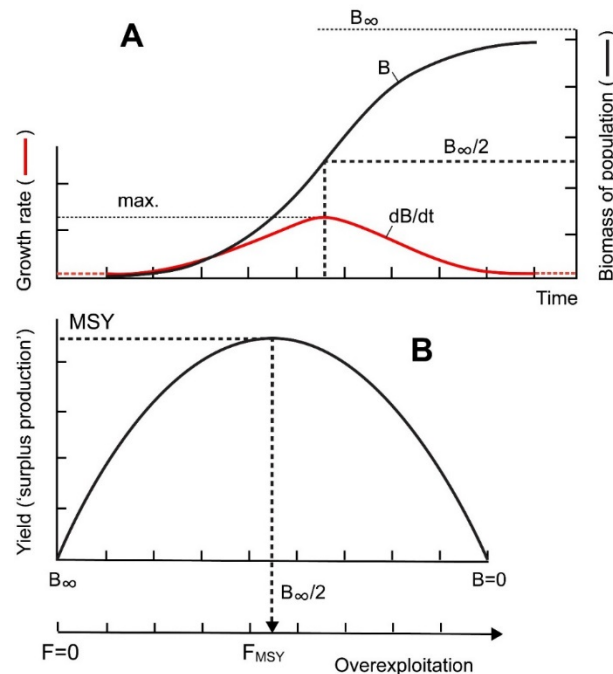 A
B∞
B
B∞/2
max.
dB/dt
Growth rate (—)
Biomass of population (—)
Time
MSY
B
Yield (‘surplus production’)
B∞
B=0
B∞/2
F=0
FMSY
Overexploitation